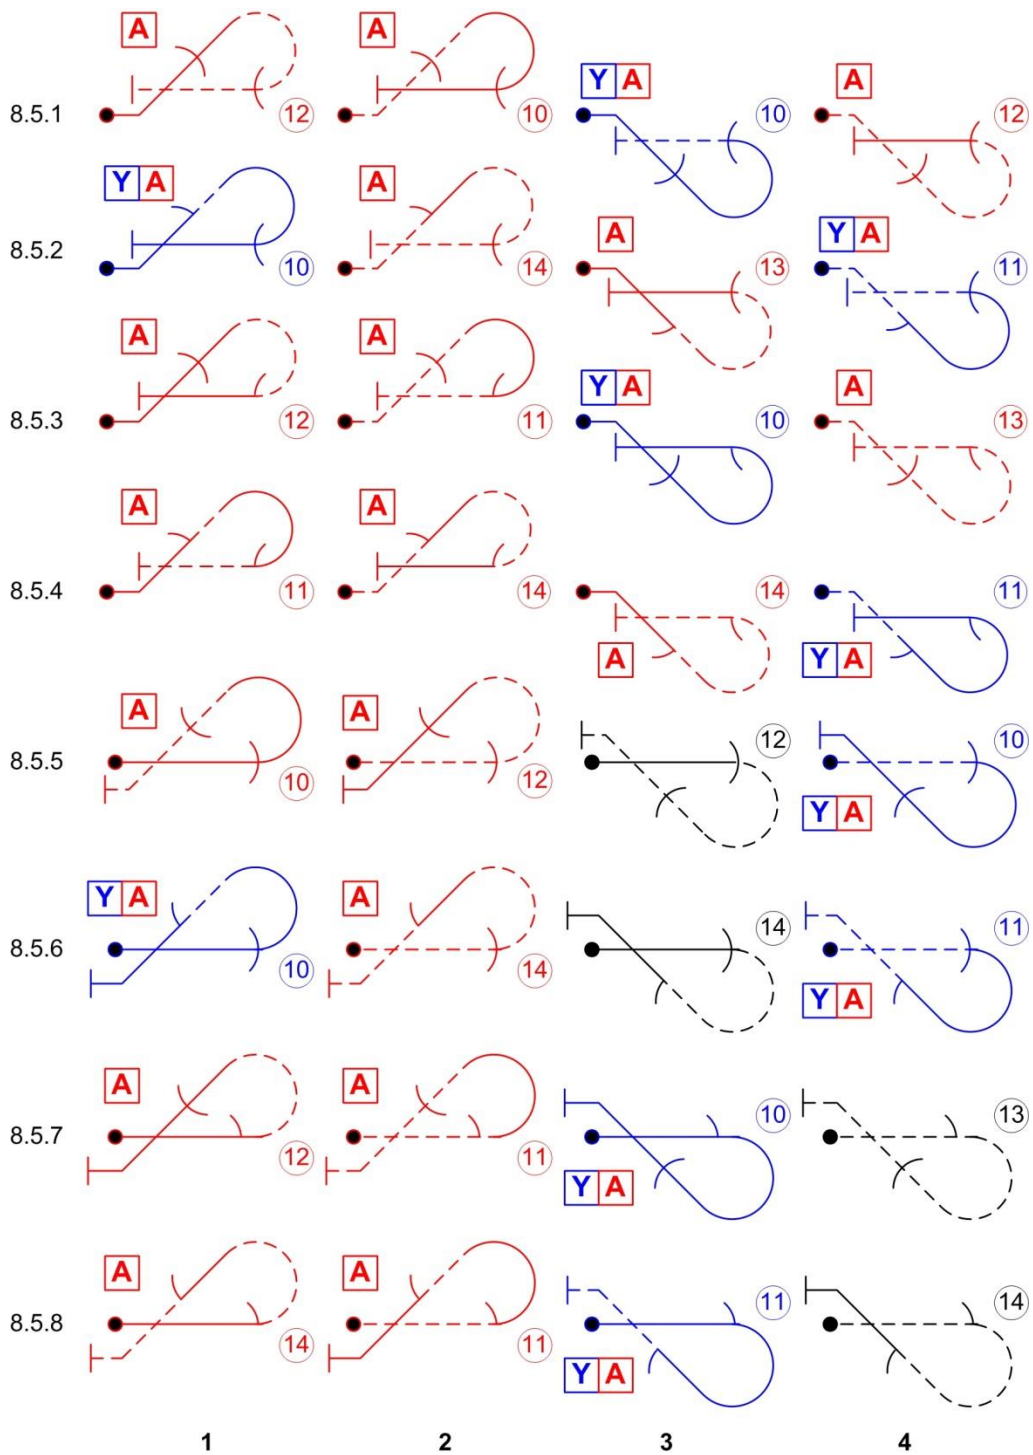 A A Y A A
8.5.1 12 10 10 12
Y A A A Y A
8.5.2 10 14 13 11
A A Y A A
8.5.3 12 11 10 13
A A
8.5.4 11 14 14 11
A Y A
A A
8.5.5 10 12 12 10
Y A
Y A A
8.5.6 10 14 14 11
Y A
A A
8.5.7 12 11 10 13
Y A
A A
8.5.8 14 11 11 14
Y A
1 2 3 4